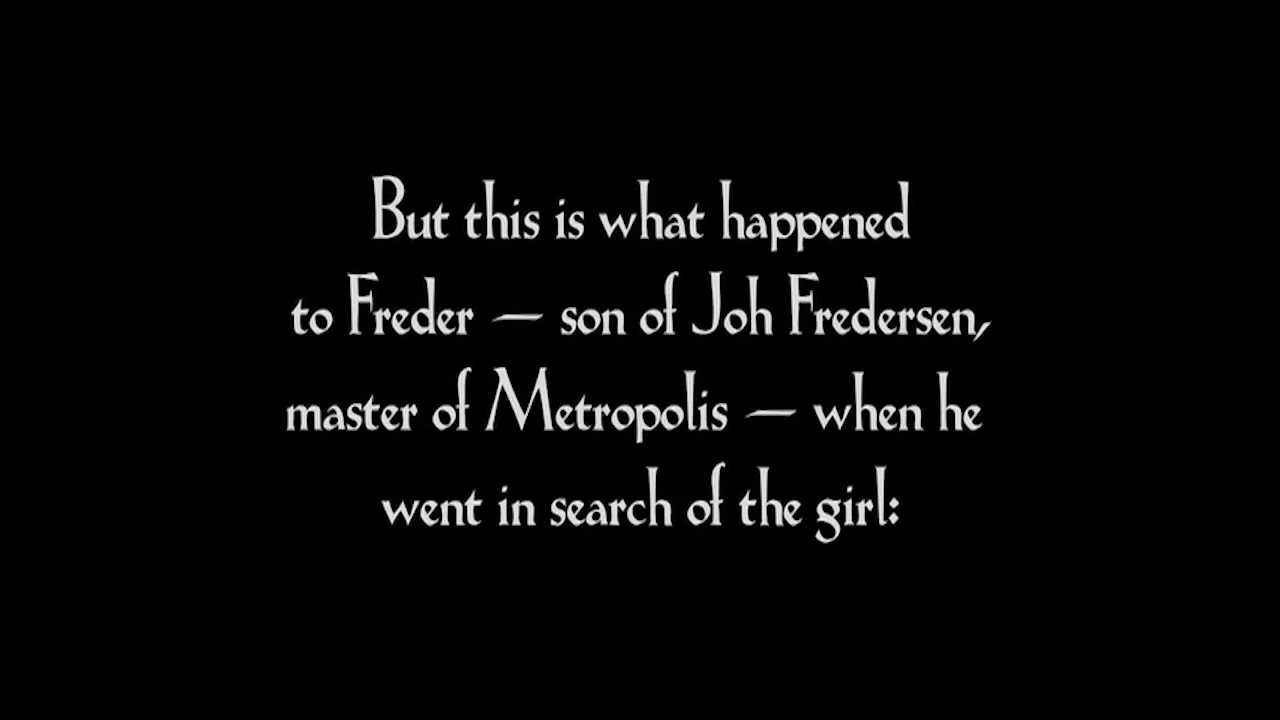 But this is what happened
to Freder — son of Joh Fredersen,
master of Metropolis — when he
went in search of the girl: